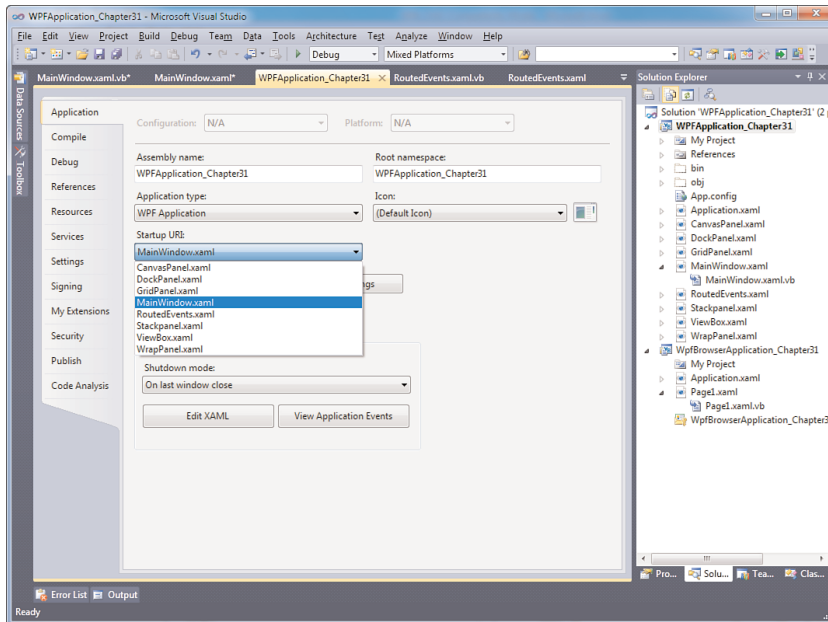 WPFApplication_Chapter31 - Microsoft Visual Studio
File Edit View Project Build Debug Team Data Tools Architecture Test Analyze Window Help
Debug Mixed Platforms
MainWindow.xaml.vb* MainWindow.xaml* WPFApplication_Chapter31 RoutedEvents.xaml.vb RoutedEvents.xaml
Data Sources
Toolbox
Application
Compile
Debug
References
Resources
Services
Settings
Signing
My Extensions
Security
Publish
Code Analysis
Configuration: N/A Platform: N/A
Assembly name: Root namespace:
WPFApplication_Chapter31 WPFApplication_Chapter31
Application type: Icon:
WPF Application (Default Icon)
Startup URI:
MainWindow.xaml
CanvasPanel.xaml
DockPanel.xaml
GridPanel.xaml
MainWindow.xaml
RoutedEvents.xaml
Stackpanel.xaml
ViewBox.xaml
WrapPanel.xaml
ngs
Shutdown mode:
On last window close
Edit XAML View Application Events
Solution Explorer
Solution 'WPFApplication_Chapter31' (2 p
WPFApplication_Chapter31
My Project
References
bin
obj
App.config
Application.xaml
CanvasPanel.xaml
DockPanel.xaml
GridPanel.xaml
MainWindow.xaml
MainWindow.xaml.vb
RoutedEvents.xaml
Stackpanel.xaml
ViewBox.xaml
WrapPanel.xaml
WpfBrowserApplication_Chapter31
My Project
Application.xaml
Page1.xaml
Page1.xaml.vb
WpfBrowserApplication_Chapter3
Pro... Solu... Tea... Clas...
Error List Output
Ready